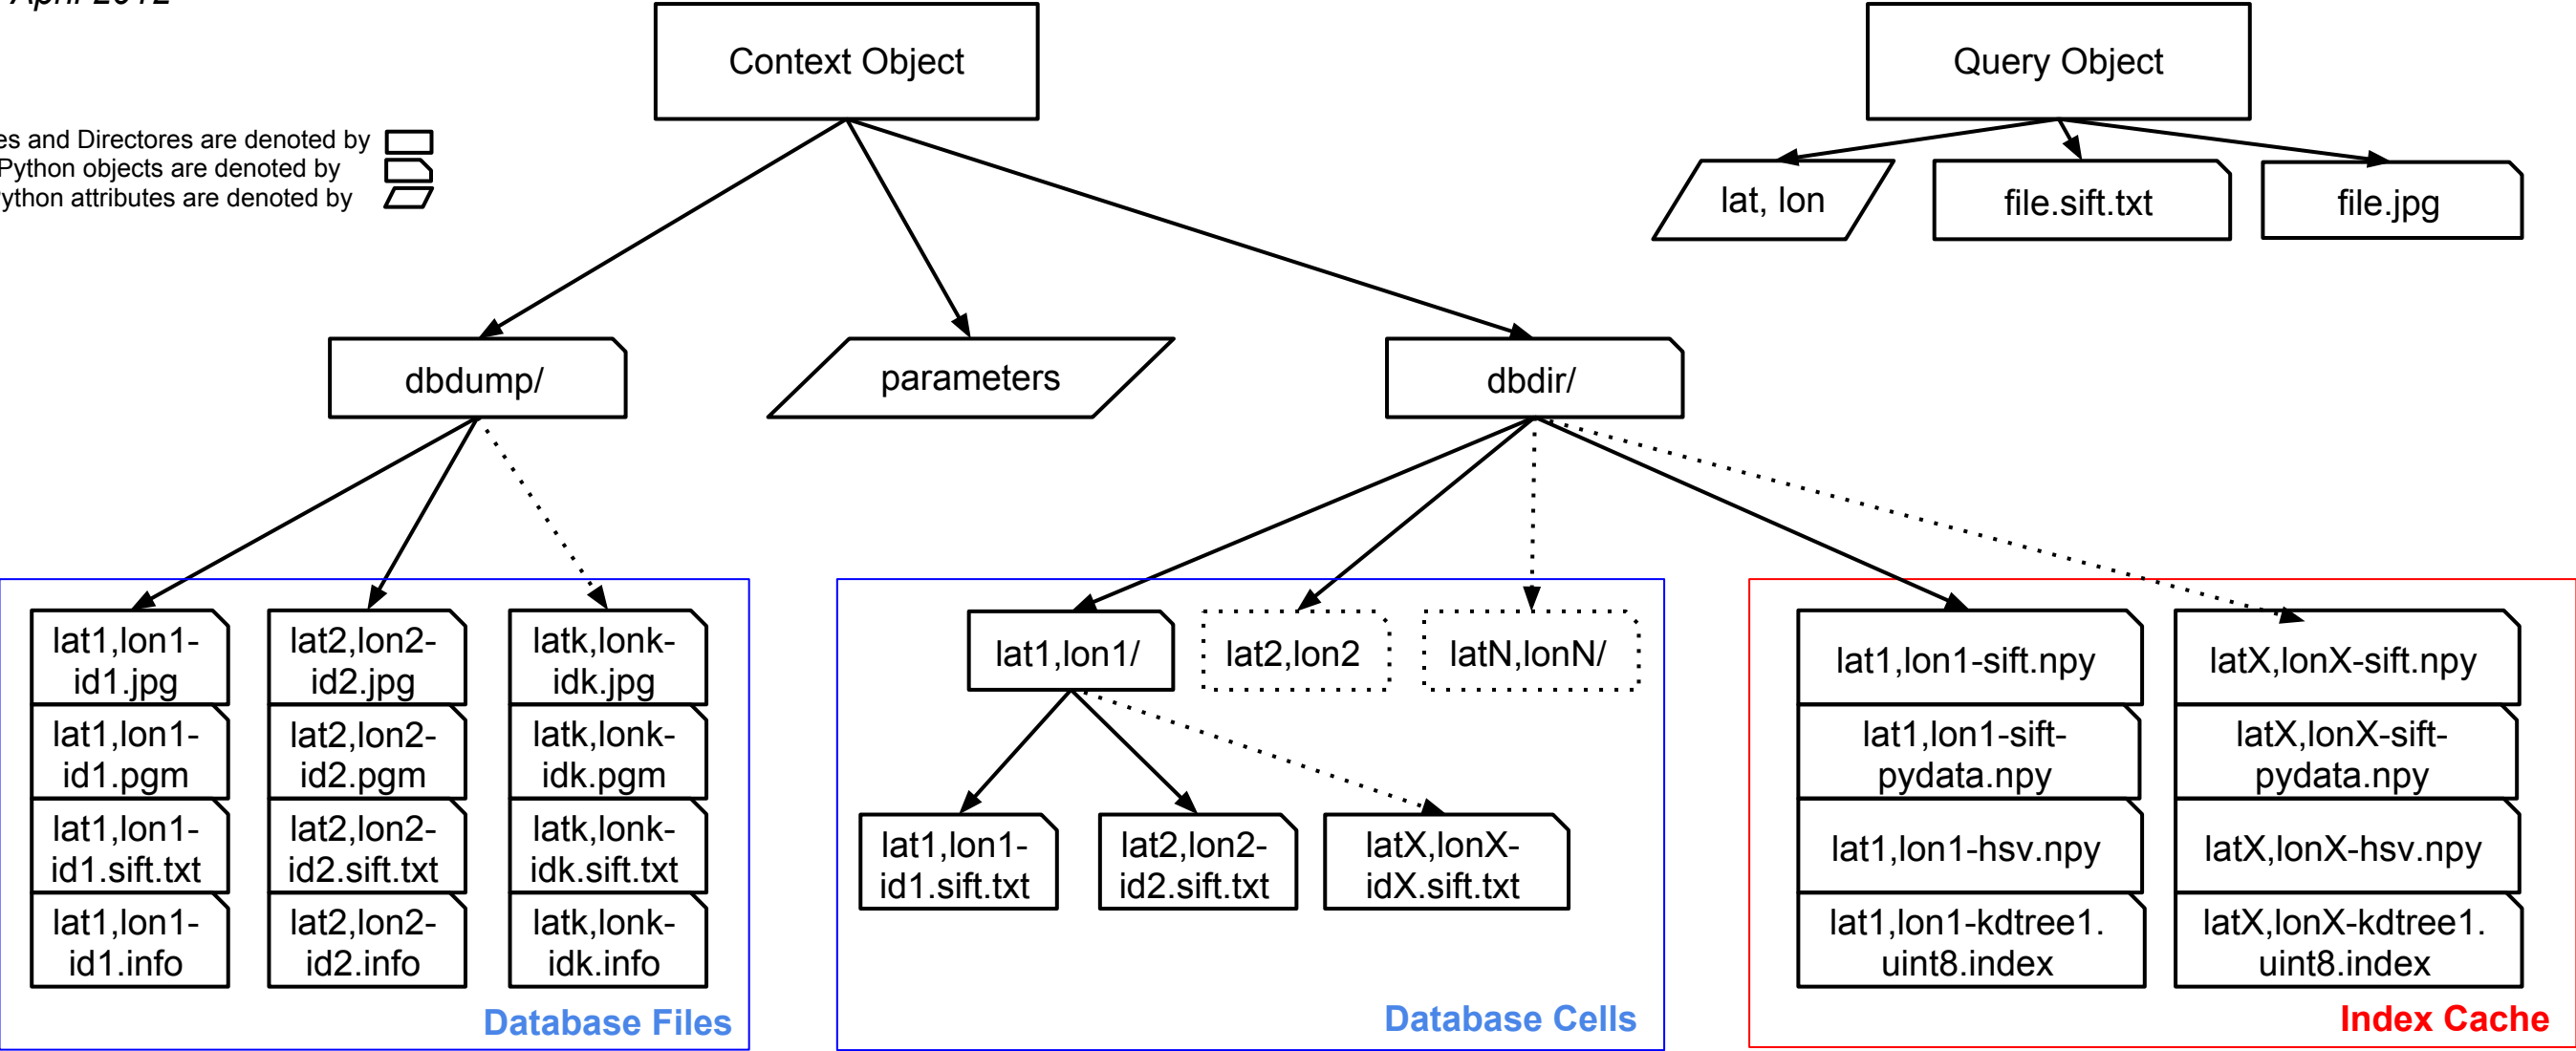 April 2012
Context Object
Query Object
and Directores are denoted by
Python objects are denoted by
attributes are denoted by
lat, lon
file.sift.txt
file.jpg
dbdump/
parameters
dbdir/
lat1,lon1-
id1.jpg
lat1,lon1-
id1.pgm
lat1,lon1-
id1.sift.txt
lat1,lon1-
id1.info
lat2,lon2-
id2.jpg
lat2,lon2-
id2.pgm
lat2,lon2-
id2.sift.txt
lat2,lon2-
id2.info
latk,lonk-
idk.jpg
latk,lonk-
idk.pgm
latk,lonk-
idk.sift.txt
latk,lonk-
idk.info
Database Files
lat1,lon1/
lat2,lon2
latN,lonN/
lat1,lon1-
id1.sift.txt
lat2,lon2-
id2.sift.txt
latX,lonX-
idX.sift.txt
Database Cells
lat1,lon1-sift.npy
lat1,lon1-sift-
pydata.npy
lat1,lon1-hsv.npy
lat1,lon1-kdtree1.
uint8.index
latX,lonX-sift.npy
latX,lonX-sift-
pydata.npy
latX,lonX-hsv.npy
latX,lonX-kdtree1.
uint8.index
Index Cache